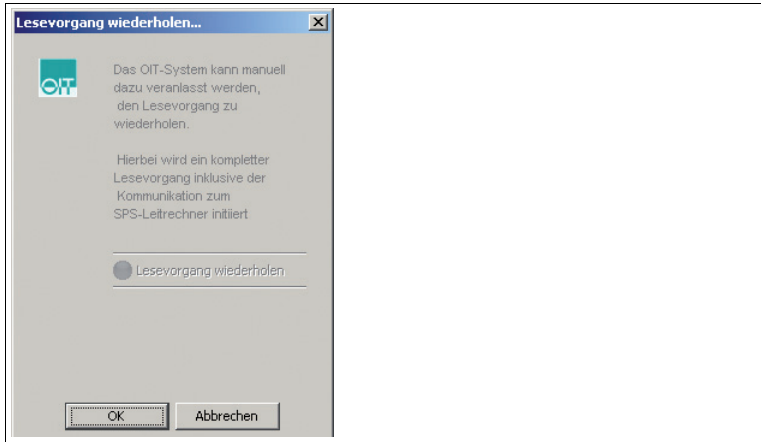 Lesevorgang wiederholen...
OIT
Das OIT-System kann manuell
dazu veranlasst werden,
den Lesevorgang zu
wiederholen.
Hierbei wird ein kompletter
Lesevorgang inklusive der
Kommunikation zum
SPS-Leitrechner initiiert
Lesevorgang wiederholen
OK
Abbrechen